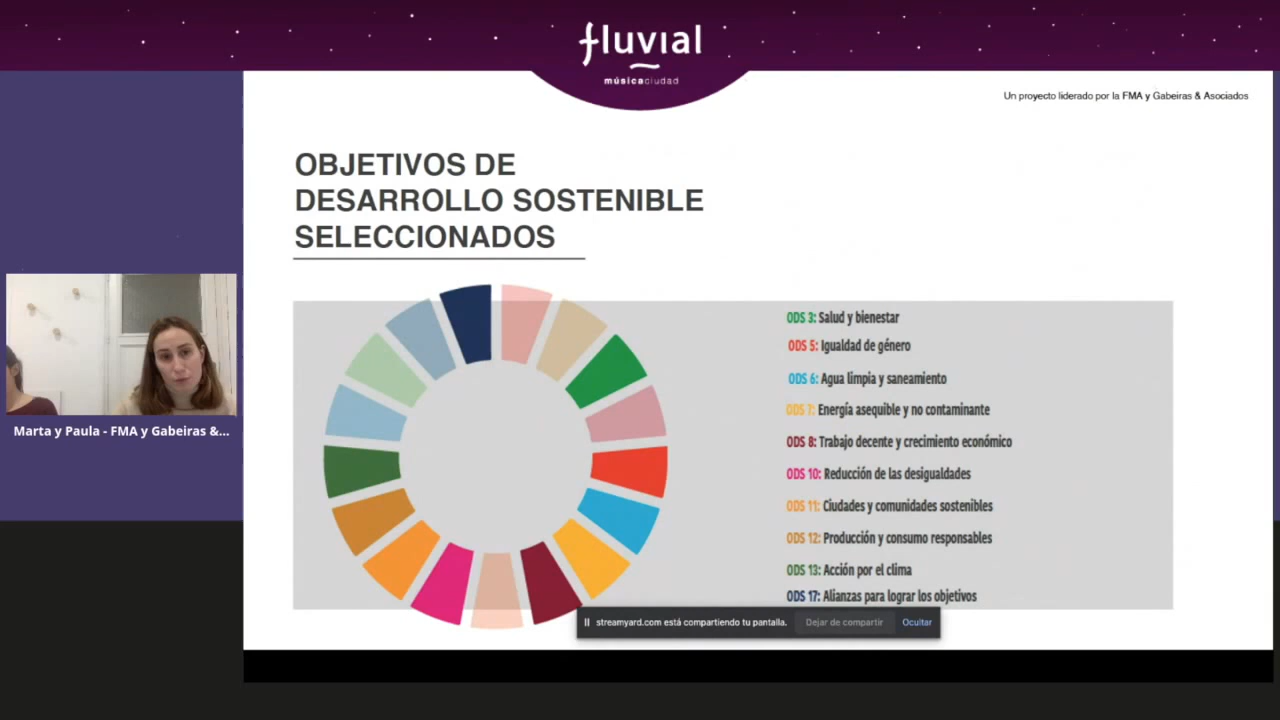 fluvial
músicaciudad
Un proyecto liderado por la FMA y Gabeiras & Asociados
OBJETIVOS DE
DESARROLLO SOSTENIBLE
SELECCIONADOS
ODS 3: Salud y bienestar
ODS 5: Igualdad de género
ODS 6: Agua limpia y saneamiento
ODS 7: Energía asequible y no contaminante
ODS 8: Trabajo decente y crecimiento económico
ODS 10: Reducción de las desigualdades
ODS 11: Ciudades y comunidades sostenibles
ODS 12: Producción y consumo responsables
ODS 13: Acción por el clima
ODS 17: Alianzas para lograr los objetivos
Marta y Paula - FMA y Gabeiras &...
streamyard.com está compartiendo tu pantalla.
Dejar de compartir
Ocultar